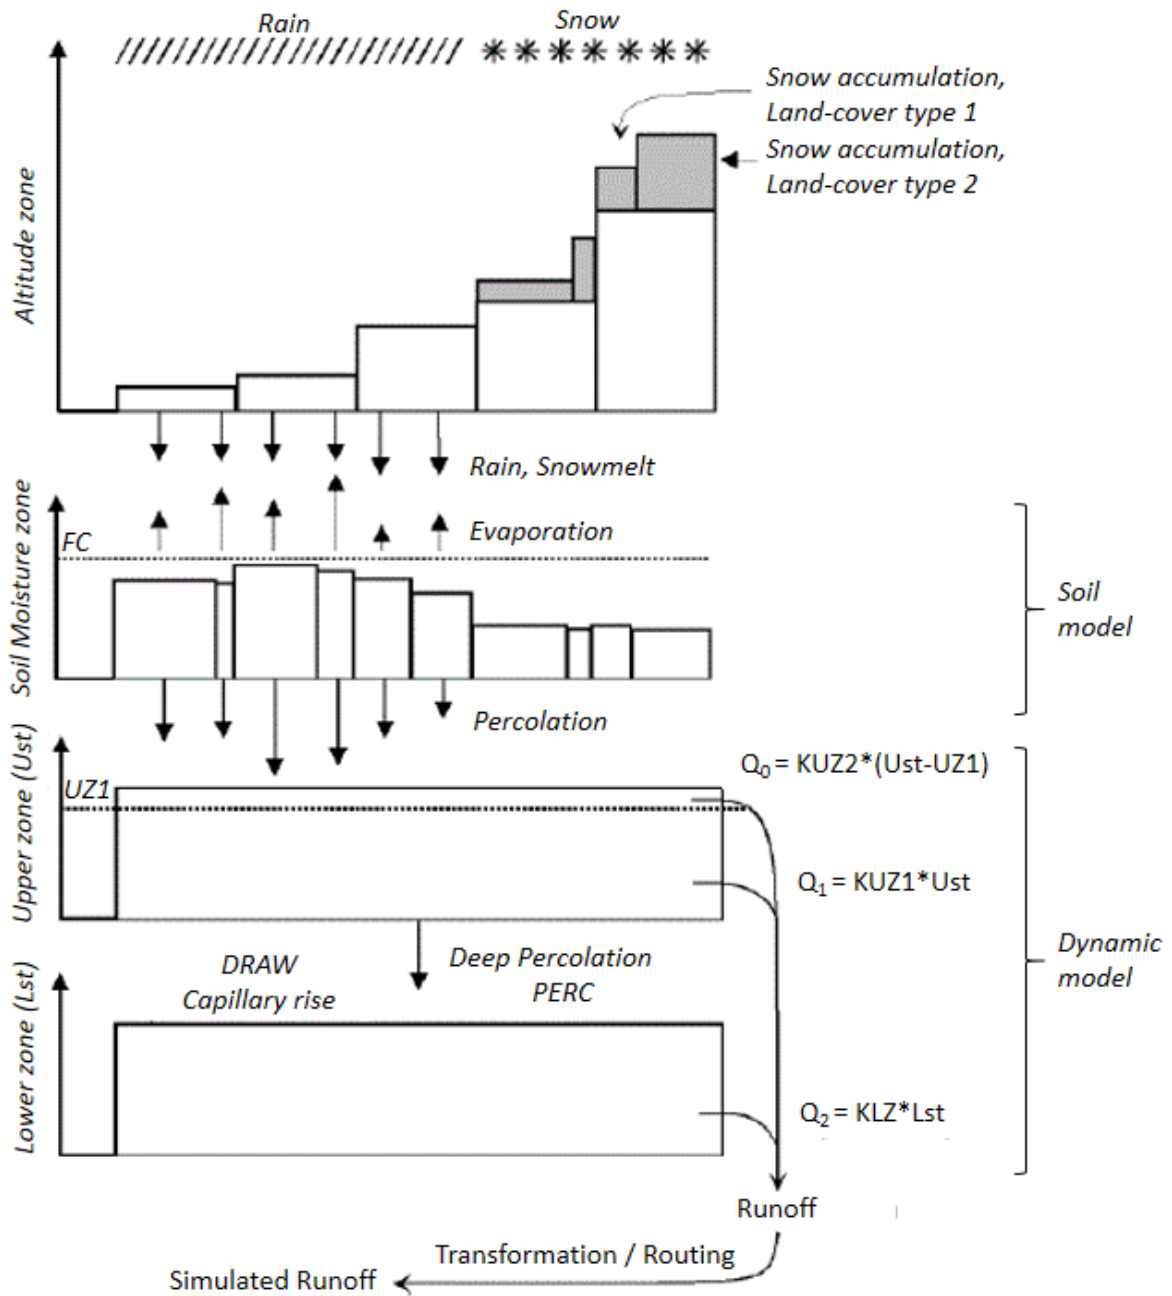 Rain
Snow
Snow accumulation,
Land-cover type 1
Snow accumulation,
Land-cover type 2
Altitude zone
Rain, Snowmelt
Soil Moisture zone
FC
Evaporation
Soil
model
Percolation
Upper zone (Ust)
UZ1
Q₀ = KUZ2*(Ust-UZ1)
Q₁ = KUZ1*Ust
Dynamic
model
DRAW
Capillary rise
Deep Percolation
PERC
Lower zone (Lst)
Q₂ = KLZ*Lst
Runoff
Transformation / Routing
Simulated Runoff